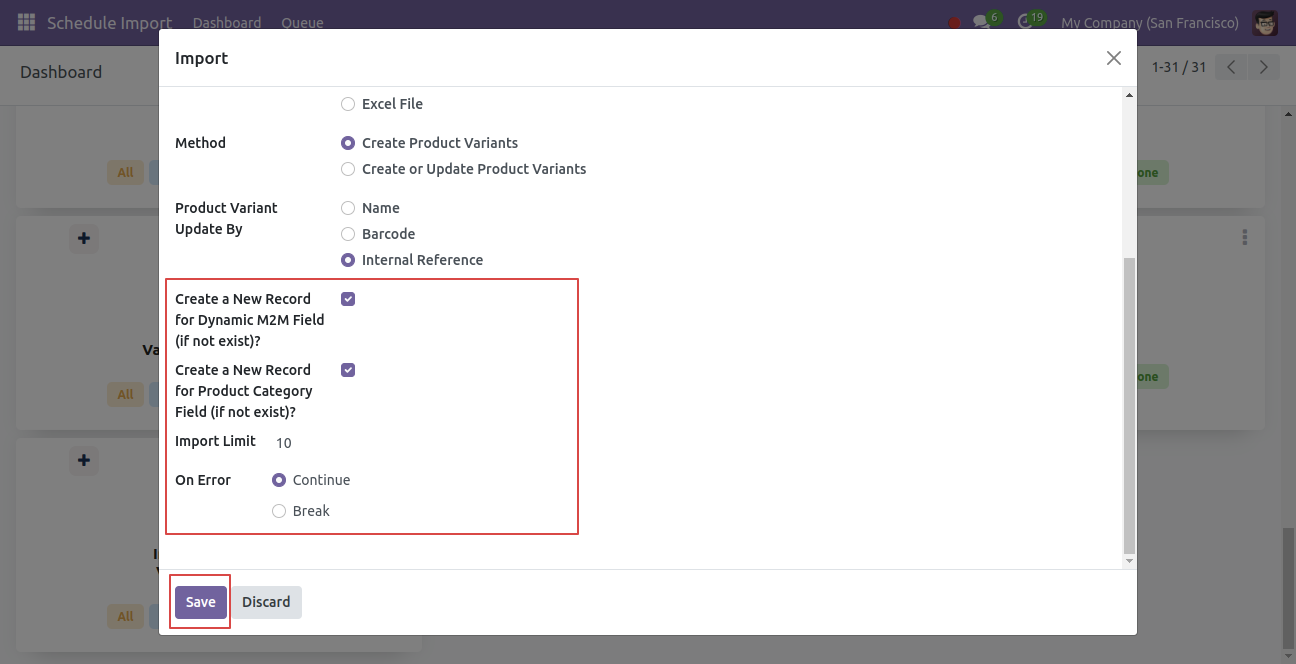 Schedule Import Dashboard Queue 6 19 My Company (San Francisco)
Dashboard 1-31 / 31
Import
Excel File
Method Create Product Variants
Create or Update Product Variants
All
Product Variant Name
Update By
Barcode
Internal Reference
Create a New Record
for Dynamic M2M Field
(if not exist)?
Create a New Record
for Product Category
Field (if not exist)?
All
Import Limit 10
On Error Continue
Break
Save Discard
All